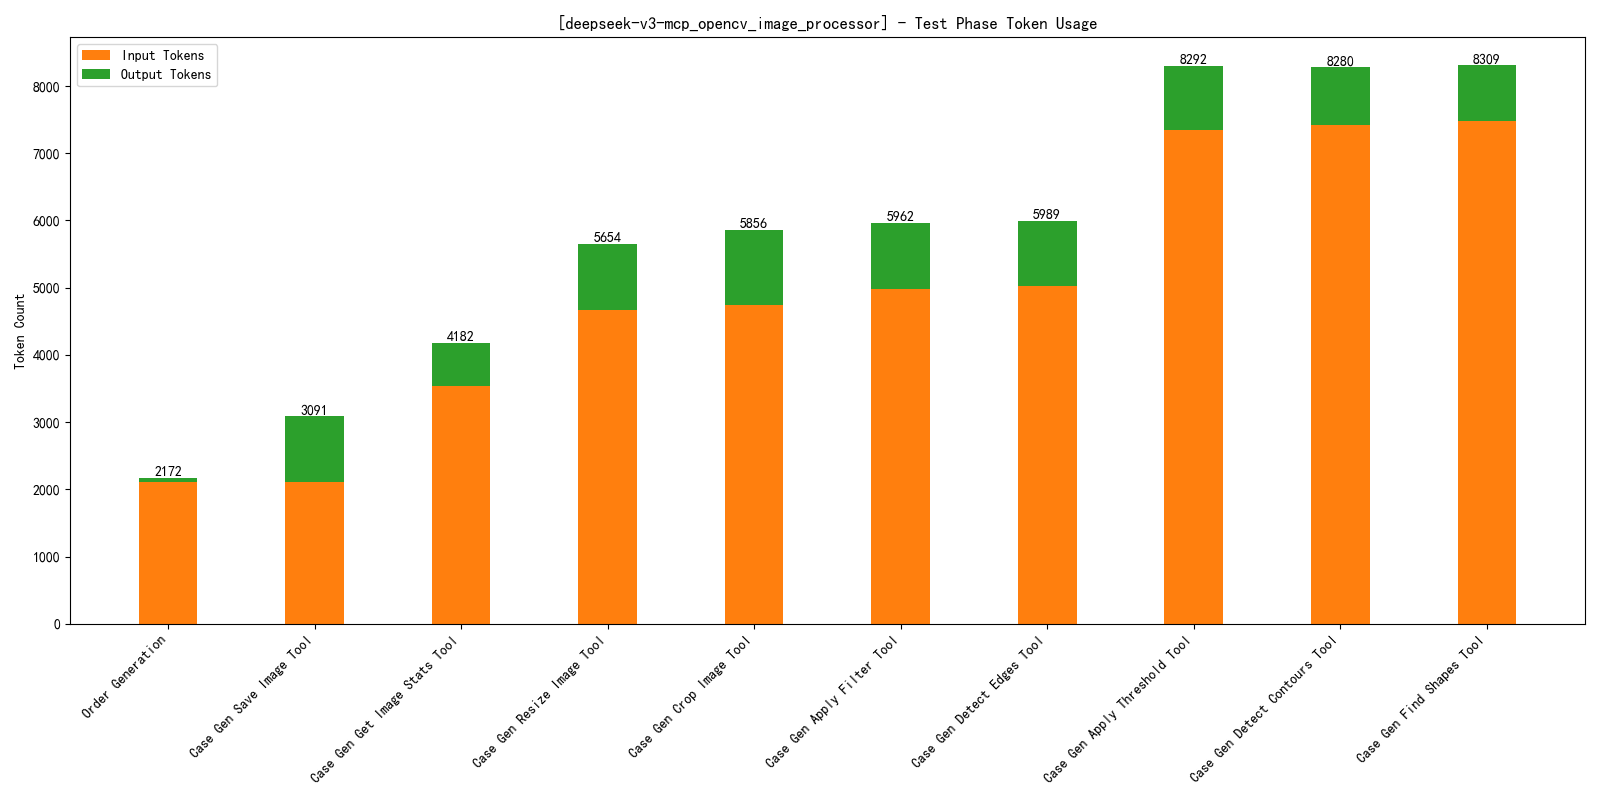 [deepseek-v3-mcp_opencv_image_processor] - Test Phase Token Usage
Input Tokens
Output Tokens
Token Count
8000
7000
6000
5000
4000
3000
2000
1000
0
2172
3091
4182
5654
5856
5962
5989
8292
8280
8309
Order Generation
Case Gen Save Image Tool
Case Gen Get Image Stats Tool
Case Gen Resize Image Tool
Case Gen Crop Image Tool
Case Gen Apply Filter Tool
Case Gen Detect Edges Tool
Case Gen Apply Threshold Tool
Case Gen Detect Contours Tool
Case Gen Find Shapes Tool